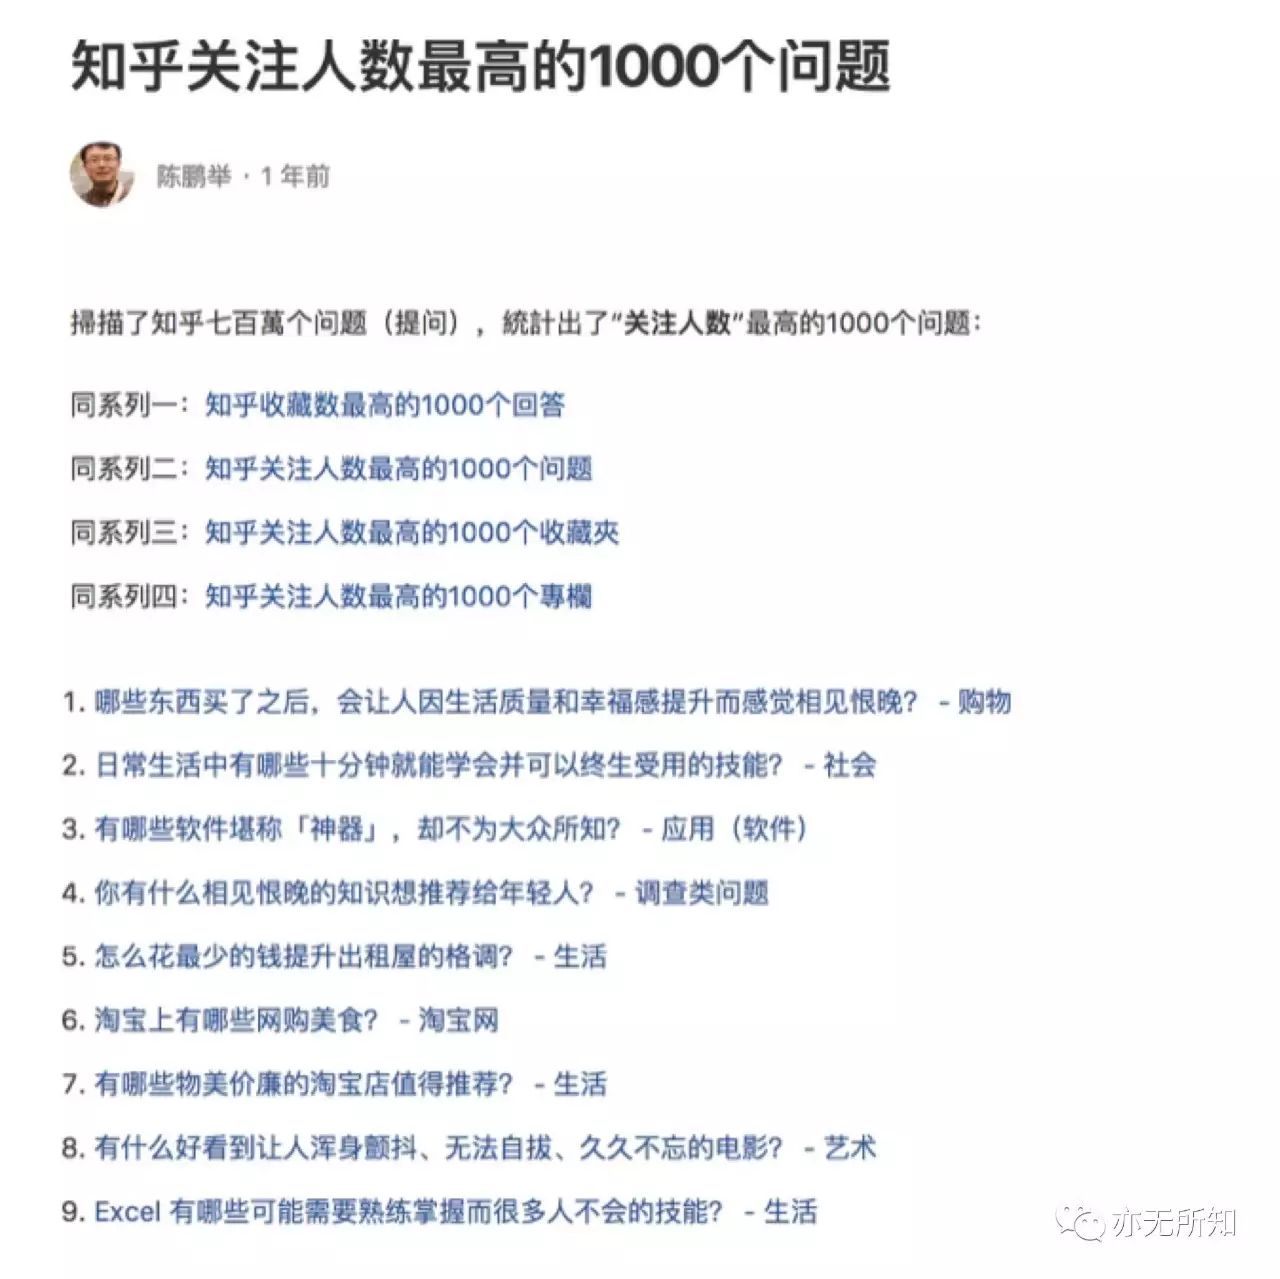 知乎关注人数最高的1000个问题
陈鹏举 · 1 年前
掃描了知乎七百萬个问题（提问），統計出了“关注人数”最高的1000个问题：
同系列一：知乎收藏数最高的1000个回答
同系列二：知乎关注人数最高的1000个问题
同系列三：知乎关注人数最高的1000个收藏夾
同系列四：知乎关注人数最高的1000个專欄
1. 哪些东西买了之后，会让人因生活质量和幸福感提升而感觉相见恨晚？ - 购物
2. 日常生活中有哪些十分钟就能学会并可以终生受用的技能？ - 社会
3. 有哪些软件堪称「神器」，却不为大众所知？ - 应用（软件）
4. 你有什么相见恨晚的知识想推荐给年轻人？ - 调查类问题
5. 怎么花最少的钱提升出租屋的格调？ - 生活
6. 淘宝上有哪些网购美食？ - 淘宝网
7. 有哪些物美价廉的淘宝店值得推荐？ - 生活
8. 有什么好看到让人浑身颤抖、无法自拔、久久不忘的电影？ - 艺术
9. Excel 有哪些可能需要熟练掌握而很多人不会的技能？ - 生活
亦无所知